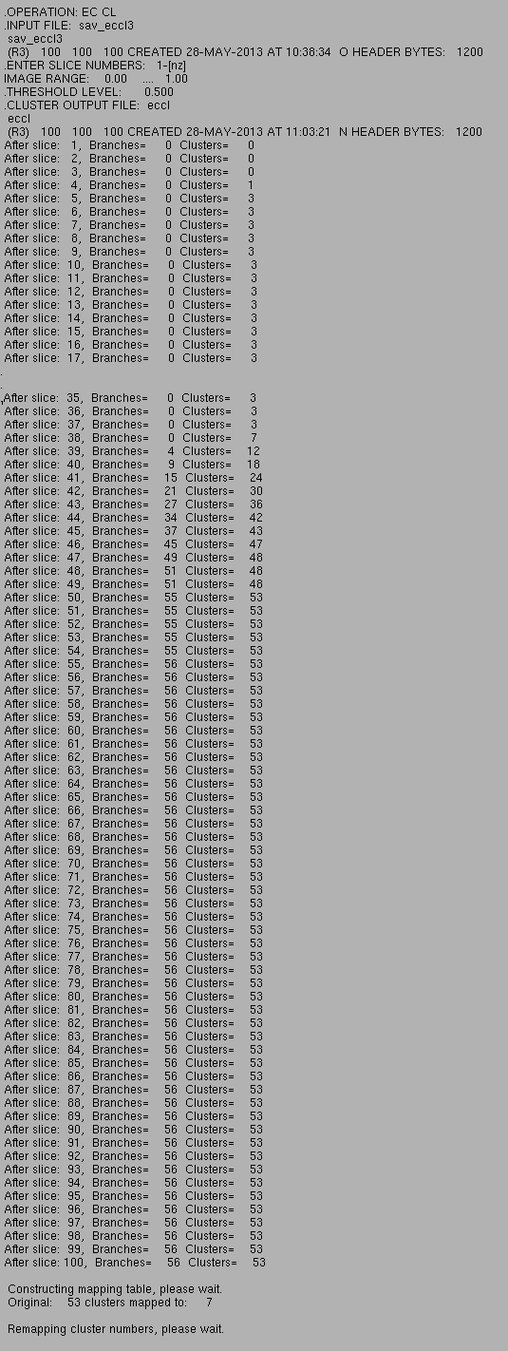 .OPERATION: EC CL
.INPUT FILE: sav_eccl3
sav_eccl3
(R3) 100 100 100 CREATED 28-MAY-2013 AT 10:38:34 O HEADER BYTES: 1200
.ENTER SLICE NUMBERS: 1-[nz]
IMAGE RANGE: 0.00 .... 1.00
.THRESHOLD LEVEL: 0.500
.CLUSTER OUTPUT FILE: eccl
eccl
(R3) 100 100 100 CREATED 28-MAY-2013 AT 11:03:21 N HEADER BYTES: 1200
After slice: 1, Branches= 0 Clusters= 0
After slice: 2, Branches= 0 Clusters= 0
After slice: 3, Branches= 0 Clusters= 0
After slice: 4, Branches= 0 Clusters= 1
After slice: 5, Branches= 0 Clusters= 3
After slice: 6, Branches= 0 Clusters= 3
After slice: 7, Branches= 0 Clusters= 3
After slice: 8, Branches= 0 Clusters= 3
After slice: 9, Branches= 0 Clusters= 3
After slice: 10, Branches= 0 Clusters= 3
After slice: 11, Branches= 0 Clusters= 3
After slice: 12, Branches= 0 Clusters= 3
After slice: 13, Branches= 0 Clusters= 3
After slice: 14, Branches= 0 Clusters= 3
After slice: 15, Branches= 0 Clusters= 3
After slice: 16, Branches= 0 Clusters= 3
After slice: 17, Branches= 0 Clusters= 3
.
.
.
After slice: 35, Branches= 0 Clusters= 3
After slice: 36, Branches= 0 Clusters= 3
After slice: 37, Branches= 0 Clusters= 3
After slice: 38, Branches= 0 Clusters= 7
After slice: 39, Branches= 4 Clusters= 12
After slice: 40, Branches= 9 Clusters= 18
After slice: 41, Branches= 15 Clusters= 24
After slice: 42, Branches= 21 Clusters= 30
After slice: 43, Branches= 27 Clusters= 36
After slice: 44, Branches= 34 Clusters= 42
After slice: 45, Branches= 37 Clusters= 43
After slice: 46, Branches= 45 Clusters= 47
After slice: 47, Branches= 49 Clusters= 48
After slice: 48, Branches= 51 Clusters= 48
After slice: 49, Branches= 51 Clusters= 48
After slice: 50, Branches= 55 Clusters= 53
After slice: 51, Branches= 55 Clusters= 53
After slice: 52, Branches= 55 Clusters= 53
After slice: 53, Branches= 55 Clusters= 53
After slice: 54, Branches= 55 Clusters= 53
After slice: 55, Branches= 56 Clusters= 53
After slice: 56, Branches= 56 Clusters= 53
After slice: 57, Branches= 56 Clusters= 53
After slice: 58, Branches= 56 Clusters= 53
After slice: 59, Branches= 56 Clusters= 53
After slice: 60, Branches= 56 Clusters= 53
After slice: 61, Branches= 56 Clusters= 53
After slice: 62, Branches= 56 Clusters= 53
After slice: 63, Branches= 56 Clusters= 53
After slice: 64, Branches= 56 Clusters= 53
After slice: 65, Branches= 56 Clusters= 53
After slice: 66, Branches= 56 Clusters= 53
After slice: 67, Branches= 56 Clusters= 53
After slice: 68, Branches= 56 Clusters= 53
After slice: 69, Branches= 56 Clusters= 53
After slice: 70, Branches= 56 Clusters= 53
After slice: 71, Branches= 56 Clusters= 53
After slice: 72, Branches= 56 Clusters= 53
After slice: 73, Branches= 56 Clusters= 53
After slice: 74, Branches= 56 Clusters= 53
After slice: 75, Branches= 56 Clusters= 53
After slice: 76, Branches= 56 Clusters= 53
After slice: 77, Branches= 56 Clusters= 53
After slice: 78, Branches= 56 Clusters= 53
After slice: 79, Branches= 56 Clusters= 53
After slice: 80, Branches= 56 Clusters= 53
After slice: 81, Branches= 56 Clusters= 53
After slice: 82, Branches= 56 Clusters= 53
After slice: 83, Branches= 56 Clusters= 53
After slice: 84, Branches= 56 Clusters= 53
After slice: 85, Branches= 56 Clusters= 53
After slice: 86, Branches= 56 Clusters= 53
After slice: 87, Branches= 56 Clusters= 53
After slice: 88, Branches= 56 Clusters= 53
After slice: 89, Branches= 56 Clusters= 53
After slice: 90, Branches= 56 Clusters= 53
After slice: 91, Branches= 56 Clusters= 53
After slice: 92, Branches= 56 Clusters= 53
After slice: 93, Branches= 56 Clusters= 53
After slice: 94, Branches= 56 Clusters= 53
After slice: 95, Branches= 56 Clusters= 53
After slice: 96, Branches= 56 Clusters= 53
After slice: 97, Branches= 56 Clusters= 53
After slice: 98, Branches= 56 Clusters= 53
After slice: 99, Branches= 56 Clusters= 53
After slice: 100, Branches= 56 Clusters= 53
Constructing mapping table, please wait.
Original: 53 clusters mapped to: 7
Remapping cluster numbers, please wait.